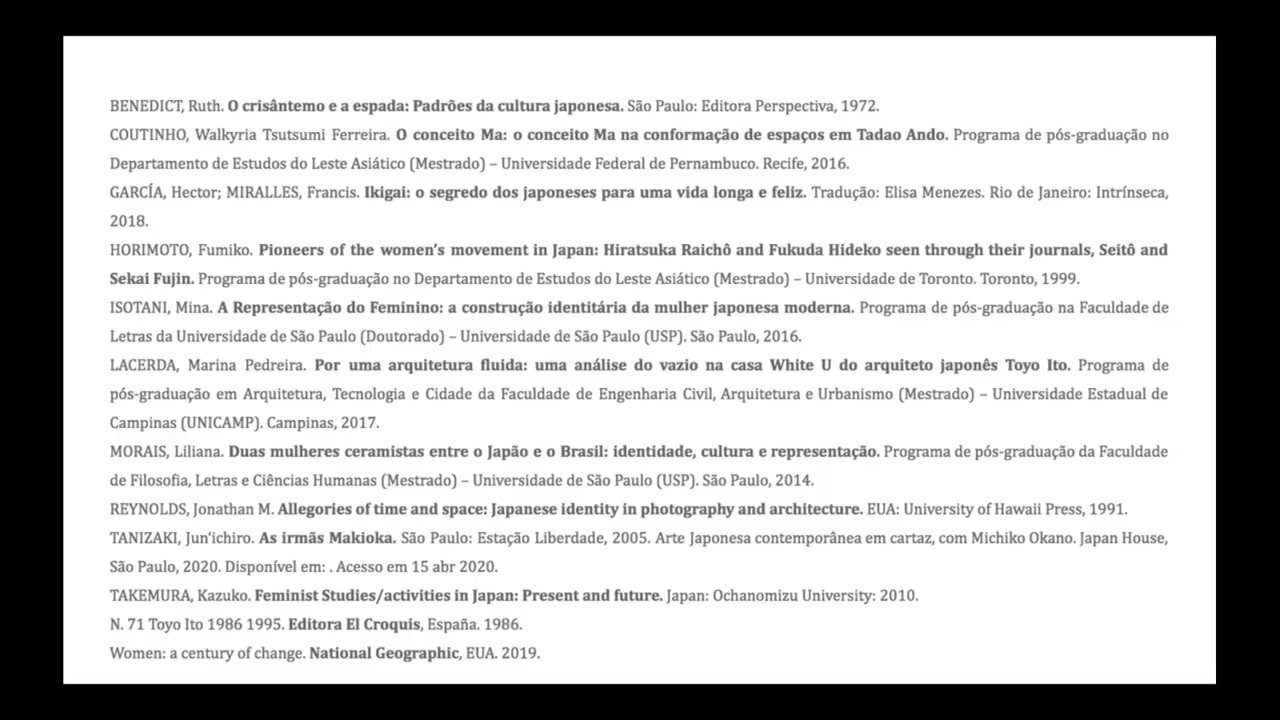 BENEDICT, Ruth. O crisântemo e a espada: Padrões da cultura japonesa. São Paulo: Editora Perspectiva, 1972.
COUTINHO, Walkyria Tsutsumi Ferreira. O conceito Ma: o conceito Ma na conformação de espaços em Tadao Ando. Programa de pós-graduação no
Departamento de Estudos do Leste Asiático (Mestrado) – Universidade Federal de Pernambuco. Recife, 2016.
GARCÍA, Hector; MIRALLES, Francis. Ikigai: o segredo dos japoneses para uma vida longa e feliz. Tradução: Elisa Menezes. Rio de Janeiro: Intrínseca,
2018.
HORIMOTO, Fumiko. Pioneers of the women’s movement in Japan: Hiratsuka Raichô and Fukuda Hideko seen through their journals, Seitô and
Sekai Fujin. Programa de pós-graduação no Departamento de Estudos do Leste Asiático (Mestrado) – Universidade de Toronto. Toronto, 1999.
ISOTANI, Mina. A Representação do Feminino: a construção identitária da mulher japonesa moderna. Programa de pós-graduação na Faculdade de
Letras da Universidade de São Paulo (Doutorado) – Universidade de São Paulo (USP). São Paulo, 2016.
LACERDA, Marina Pedreira. Por uma arquitetura fluida: uma análise do vazio na casa White U do arquiteto japonês Toyo Ito. Programa de
pós-graduação em Arquitetura, Tecnologia e Cidade da Faculdade de Engenharia Civil, Arquitetura e Urbanismo (Mestrado) – Universidade Estadual de
Campinas (UNICAMP). Campinas, 2017.
MORAIS, Liliana. Duas mulheres ceramistas entre o Japão e o Brasil: identidade, cultura e representação. Programa de pós-graduação da Faculdade
de Filosofia, Letras e Ciências Humanas (Mestrado) – Universidade de São Paulo (USP). São Paulo, 2014.
REYNOLDS, Jonathan M. Allegories of time and space: Japanese identity in photography and architecture. EUA: University of Hawaii Press, 1991.
TANIZAKI, Jun‘ichiro. As irmãs Makioka. São Paulo: Estação Liberdade, 2005. Arte Japonesa contemporânea em cartaz, com Michiko Okano. Japan House,
São Paulo, 2020. Disponível em: . Acesso em 15 abr 2020.
TAKEMURA, Kazuko. Feminist Studies/activities in Japan: Present and future. Japan: Ochanomizu University: 2010.
N. 71 Toyo Ito 1986 1995. Editora El Croquis, España. 1986.
Women: a century of change. National Geographic, EUA. 2019.